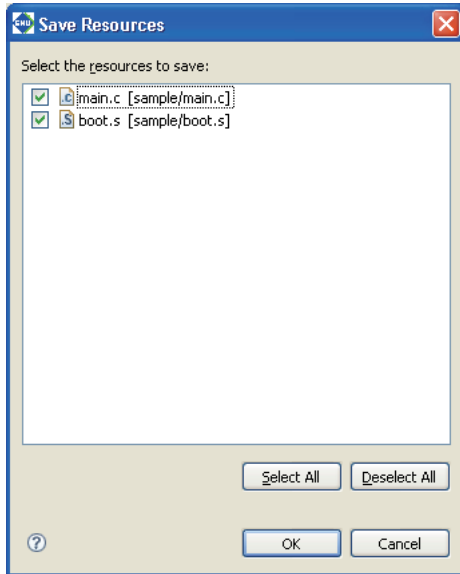 GNU Save Resources
Select the resources to save:
.c main.c [sample/main.c]
.S boot.s [sample/boot.s]
Select All Deselect All
? OK Cancel